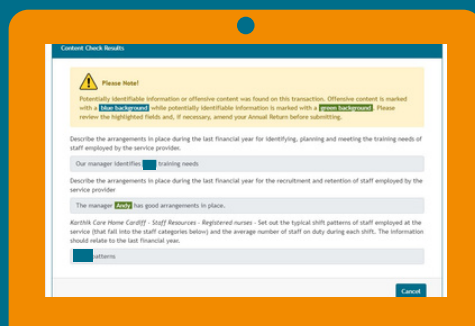 Content Check Results
Please Note!
Potentially identifiable information or offensive content was found on this transaction. Offensive content is marked
with a blue background while potentially identifiable information is marked with a green background. Please
review the highlighted fields and, if necessary, amend your Annual Return before submitting.
Describe the arrangements in place during the last financial year for identifying, planning and meeting the training needs of
staff employed by the service provider.
Our manager identifies training needs
Describe the arrangements in place during the last financial year for the recruitment and retention of staff employed by the
service provider
The manager Andy has good arrangements in place.
Karthik Care Home Cardiff - Staff Resources - Registered nurses - Set out the typical shift patterns of staff employed at the
service (that fall into the staff categories below) and the average number of staff on duty during each shift. The information
should relate to the last financial year.
patterns
Cancel